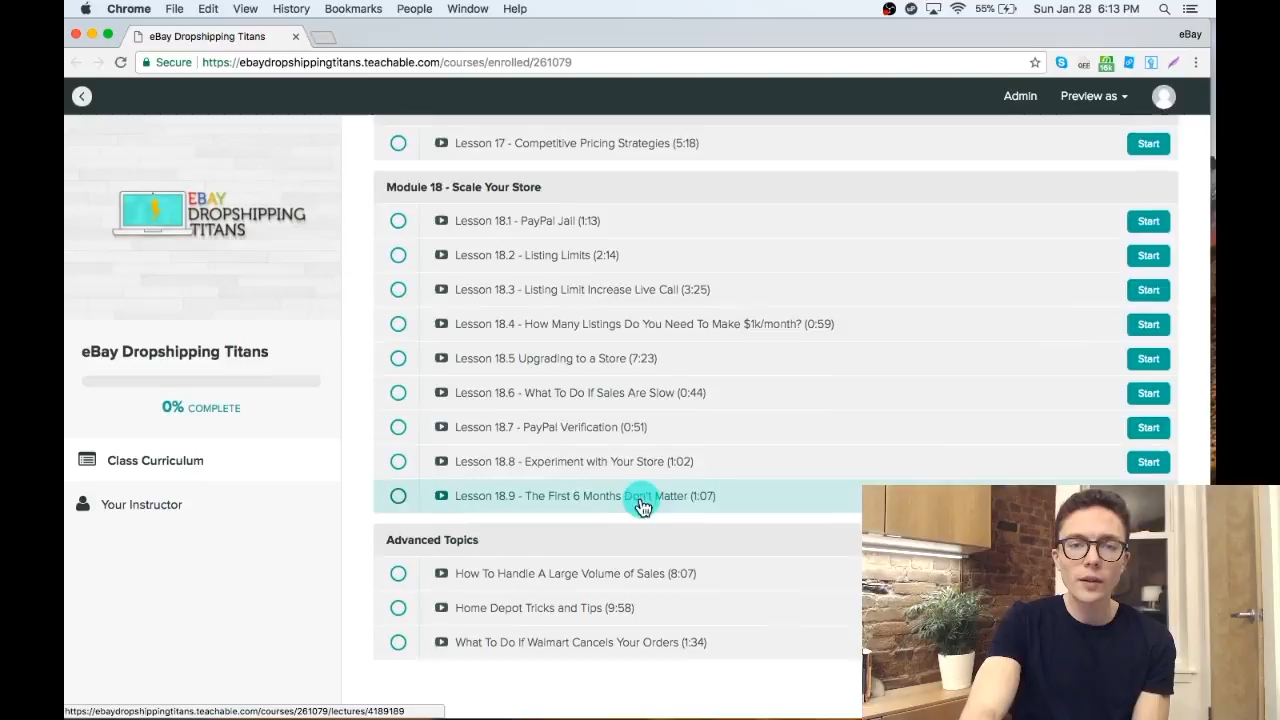 Chrome File Edit View History Bookmarks People Window Help 55% Sun Jan 28 6:13 PM
eBay Dropshipping Titans eBay
Secure https://ebaydropshippingtitans.teachable.com/courses/enrolled/261079
Admin Preview as
Lesson 17 - Competitive Pricing Strategies (5:18) Start
Module 18 - Scale Your Store
Lesson 18.1 - PayPal Jail (1:13) Start
Lesson 18.2 - Listing Limits (2:14) Start
Lesson 18.3 - Listing Limit Increase Live Call (3:25) Start
Lesson 18.4 - How Many Listings Do You Need To Make $1k/month? (0:59) Start
Lesson 18.5 Upgrading to a Store (7:23) Start
Lesson 18.6 - What To Do If Sales Are Slow (0:44) Start
Lesson 18.7 - PayPal Verification (0:51) Start
Lesson 18.8 - Experiment with Your Store (1:02) Start
Lesson 18.9 - The First 6 Months Don't Matter (1:07)
Advanced Topics
How To Handle A Large Volume of Sales (8:07)
Home Depot Tricks and Tips (9:58)
What To Do If Walmart Cancels Your Orders (1:34)
EBAY
DROPSHIPPING
TITANS
eBay Dropshipping Titans
0% COMPLETE
Class Curriculum
Your Instructor
https://ebaydropshippingtitans.teachable.com/courses/261079/lectures/4189189